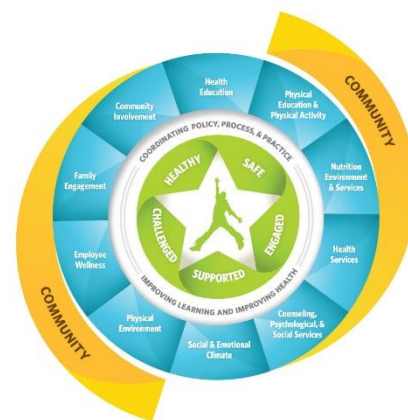 COMMUNITY
Health
Education
Physical
Education &
Physical Activity
Nutrition
Environment
& Services
Health
Services
Counseling,
Psychological, &
Social Services
Social & Emotional
Climate
Physical
Environment
Employee
Wellness
Family
Engagement
Community
Involvement
COORDINATING POLICY, PROCESS, & PRACTICE
IMPROVING LEARNING AND IMPROVING HEALTH
HEALTHY
SAFE
ENGAGED
SUPPORTED
CHALLENGED
COMMUNITY